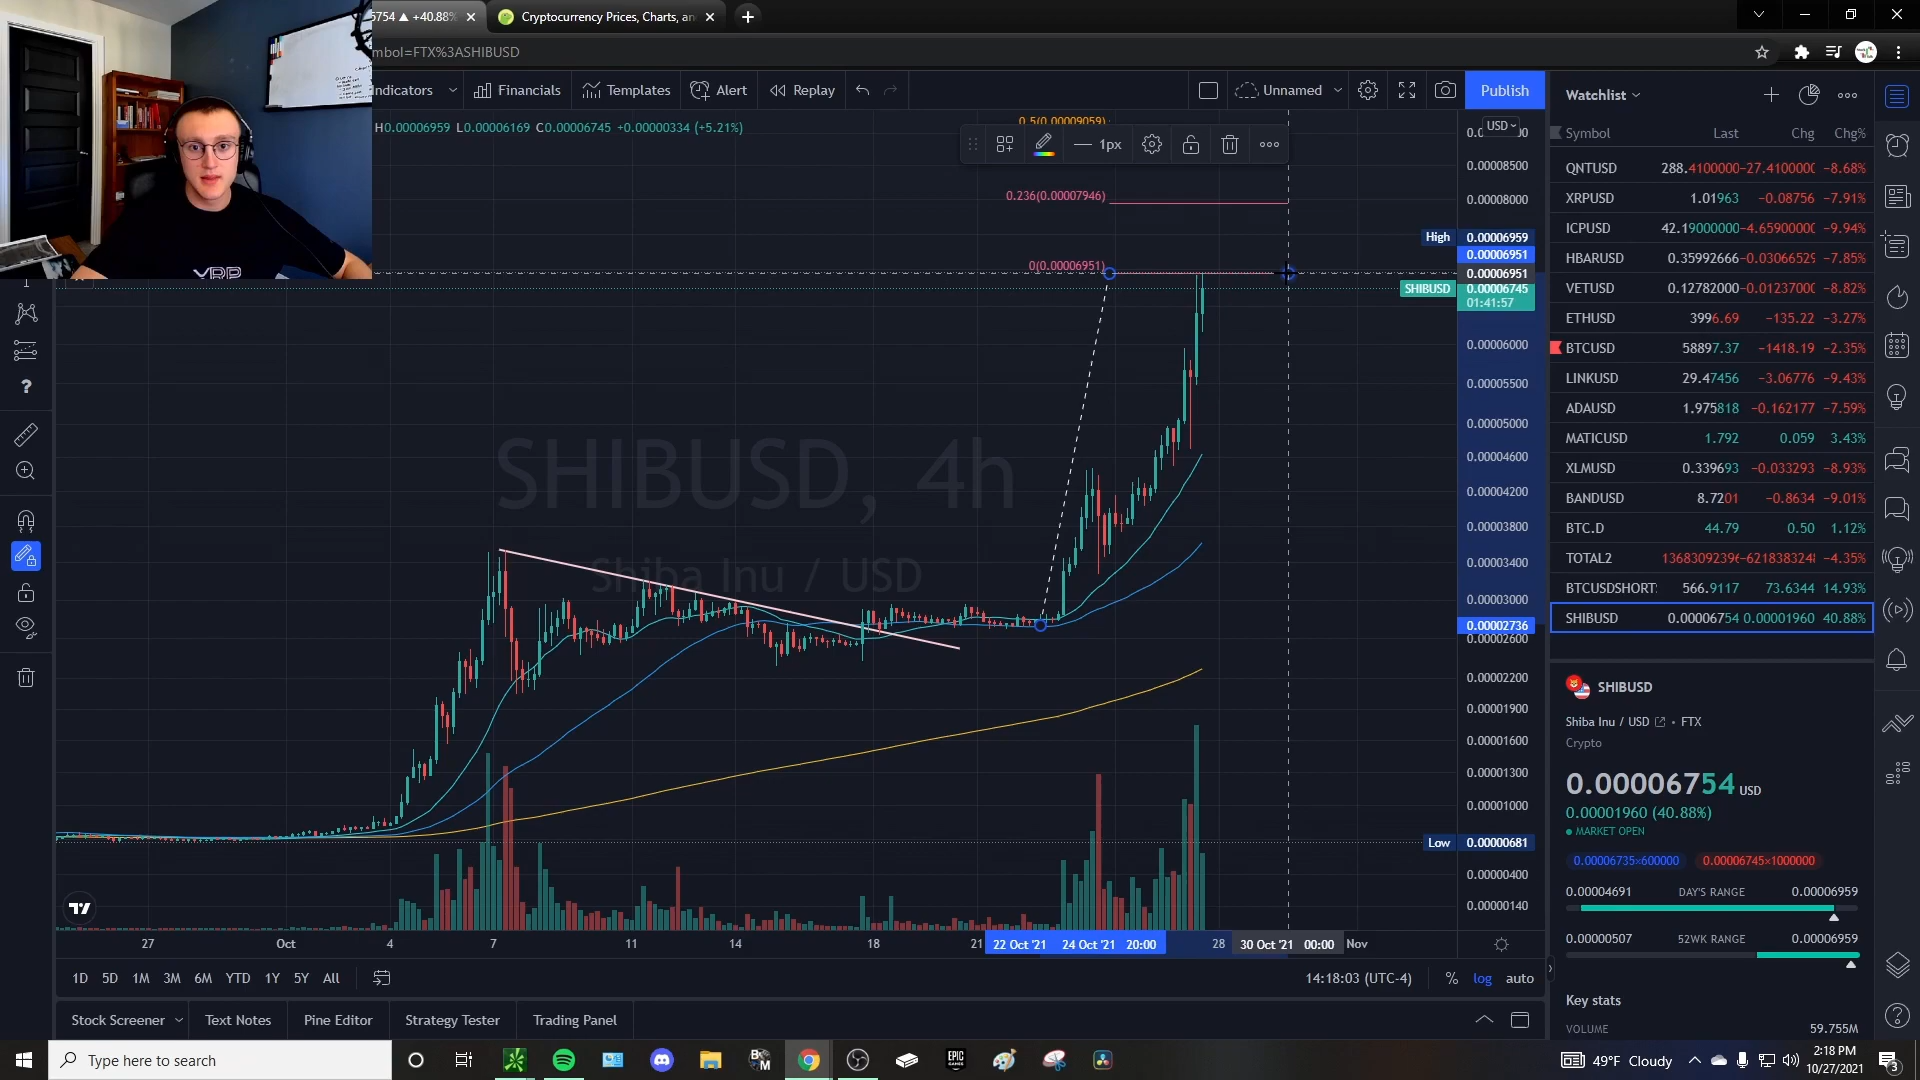 5754 ▲ +40.88%
Cryptocurrency Prices, Charts, an
mbol=FTX%3ASHIBUSD
Indicators
Financials
Templates
Alert
Replay
Unnamed
Publish
H0.00006959 L0.00006169 C0.00006745 +0.00000334 (+5.21%)
0.5(0.00009059)
1px
0.236(0.00007946)
0(0.00006951)
SHIBUSD, 4h
Shiba Inu / USD
USD
0.00008500
0.00008000
High 0.00006959
0.00006951
0.00006951
SHIBUSD 0.00006745
01:41:57
0.00006000
0.00005500
0.00005000
0.00004600
0.00004200
0.00003800
0.00003400
0.00003000
0.00002736
0.00002600
0.00002200
0.00001900
0.00001600
0.00001300
0.00001000
Low 0.00000681
0.00000400
0.00000140
27 Oct 4 7 11 14 18 21 22 Oct '21 24 Oct '21 20:00 28 30 Oct '21 00:00 Nov
1D 5D 1M 3M 6M YTD 1Y 5Y All
14:18:03 (UTC-4) % log auto
Stock Screener
Text Notes
Pine Editor
Strategy Tester
Trading Panel
Watchlist
Symbol Last Chg Chg%
QNTUSD 288.4100000 -27.4100000 -8.68%
XRPUSD 1.01963 -0.08756 -7.91%
ICPUSD 42.19000000 -4.65900000 -9.94%
HBARUSD 0.35992666 -0.03066529 -7.85%
VETUSD 0.12782000 -0.01237000 -8.82%
ETHUSD 3996.69 -135.22 -3.27%
BTCUSD 58897.37 -1418.19 -2.35%
LINKUSD 29.47456 -3.06776 -9.43%
ADAUSD 1.975818 -0.162177 -7.59%
MATICUSD 1.792 0.059 3.43%
XLMUSD 0.339693 -0.033293 -8.93%
BANDUSD 8.7201 -0.8634 -9.01%
BTC.D 44.79 0.50 1.12%
TOTAL2 1368309239 -621838324 -4.35%
BTCUSDSHORT 566.9117 73.6344 14.93%
SHIBUSD 0.00006754 0.00001960 40.88%
SHIBUSD
Shiba Inu / USD • FTX
Crypto
0.00006754 USD
0.00001960 (40.88%)
MARKET OPEN
0.00006735×600000 0.00006745×1000000
0.00004691 DAY'S RANGE 0.00006959
0.00000507 52WK RANGE 0.00006959
Key stats
VOLUME 59.755M
Type here to search
49°F Cloudy
2:18 PM
10/27/2021
3